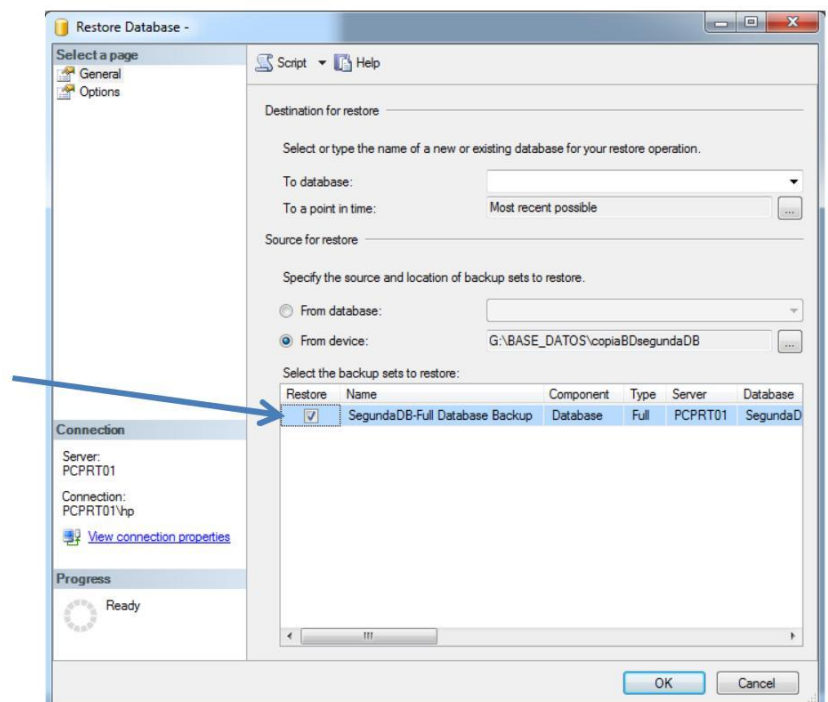 Restore Database -
Select a page
General
Options
Script
Help
Destination for restore
Select or type the name of a new or existing database for your restore operation.
To database:
To a point in time:
Most recent possible
...
Source for restore
Specify the source and location of backup sets to restore.
From database:
From device:
G:\BASE_DATOS\copiaBDsegundaDB
...
Select the backup sets to restore:
Restore Name Component Type Server Database
SegundaDB-Full Database Backup Database Full PCPRT01 SegundaD
Connection
Server:
PCPRT01
Connection:
PCPRT01\hp
View connection properties
Progress
Ready
OK
Cancel